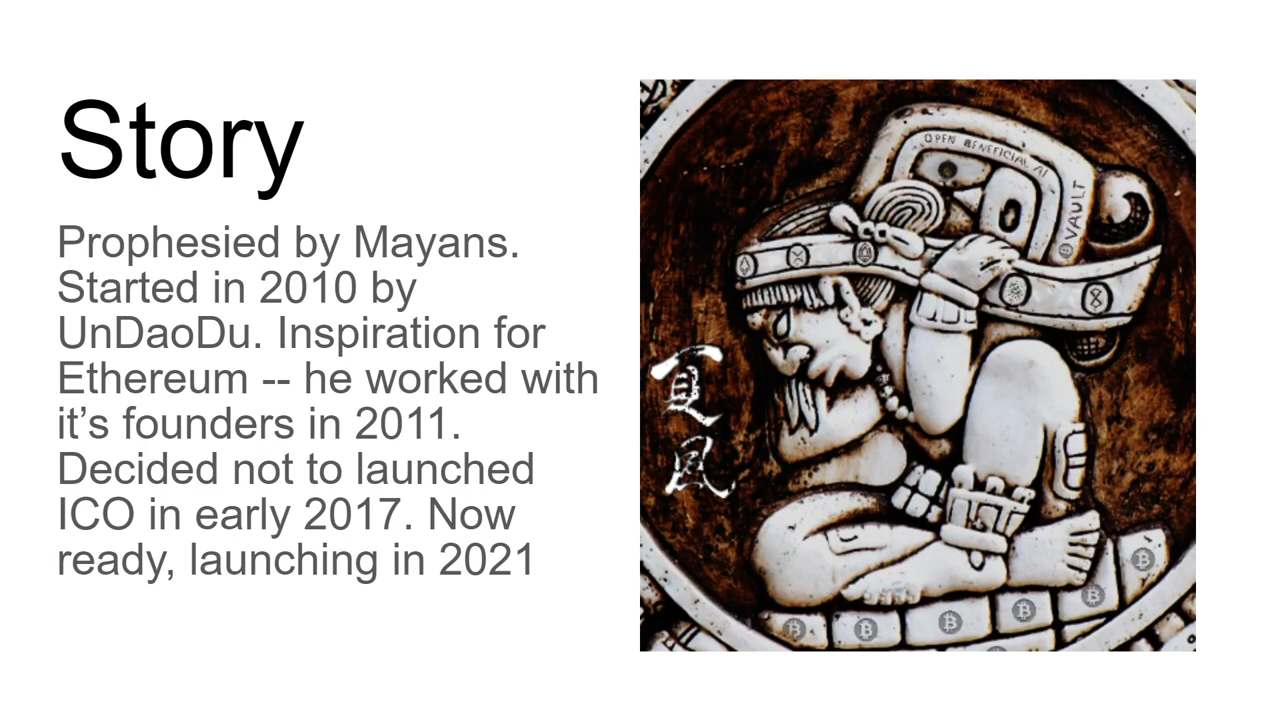 Story
Prophesied by Mayans.
Started in 2010 by
UnDaoDu. Inspiration for
Ethereum -- he worked with
it’s founders in 2011.
Decided not to launched
ICO in early 2017. Now
ready, launching in 2021
OPEN BENEFICIAL AI
VAULT